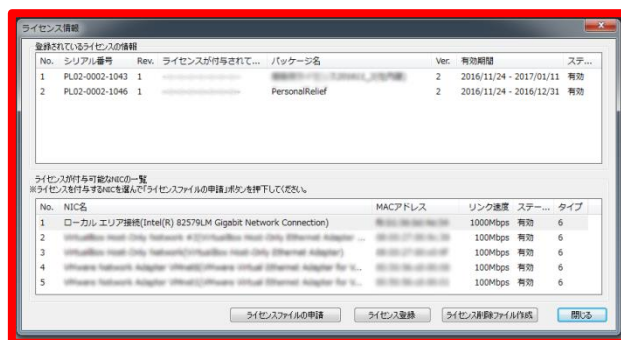 ライセンス情報
登録されているライセンスの情報
No. シリアル番号 Rev. ライセンスが付与されて... パッケージ名 Ver. 有効期間 ステ...
1 PL02-0002-1043 1 2 2016/11/24 - 2017/01/11 有効
2 PL02-0002-1046 1 PersonalRelief 2 2016/11/24 - 2016/12/31 有効
ライセンスが付与可能なNICの一覧
※ライセンスを付与するNICを選んで「ライセンスファイルの申請」ボタンを押下してください。
No. NIC名 MACアドレス リンク速度 ステー... タイプ
1 ローカル エリア接続(Intel(R) 82579LM Gigabit Network Connection) 1000Mbps 有効 6
2 100Mbps 有効 6
3 100Mbps 有効 6
4 100Mbps 有効 6
5 100Mbps 有効 6
ライセンスファイルの申請 ライセンス登録 ライセンス削除ファイル作成 閉じる